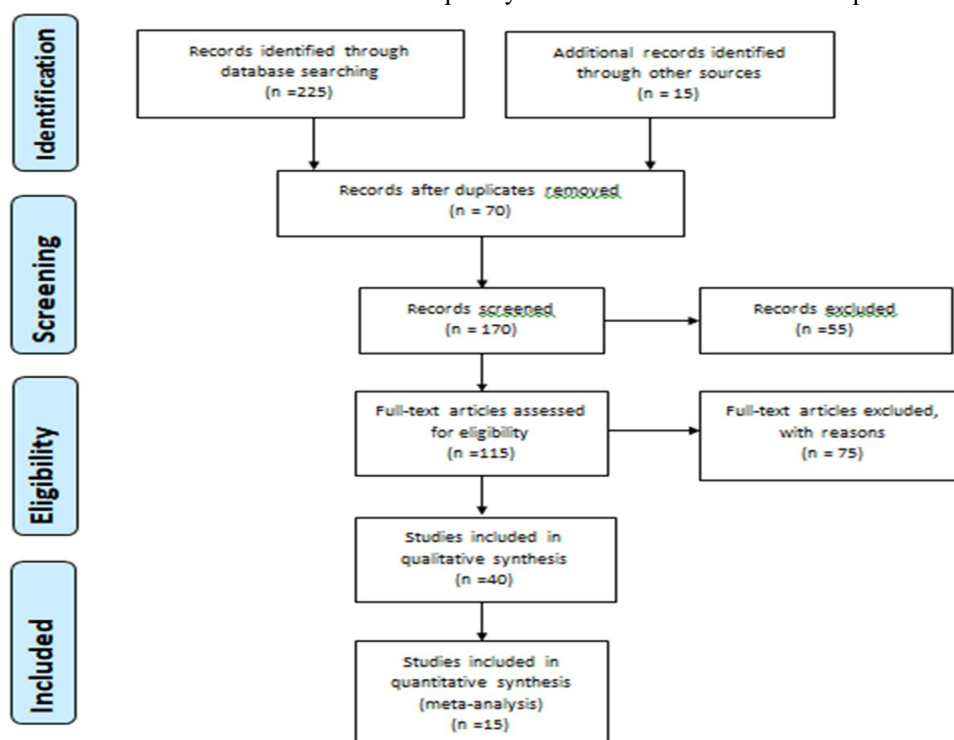 Identification
Records identified through
database searching
(n =225)
Additional records identified
through other sources
(n = 15)
Records after duplicates removed
(n = 70)
Screening
Records screened
(n = 170)
Records excluded
(n =55)
Eligibility
Full-text articles assessed
for eligibility
(n =115)
Full-text articles excluded,
with reasons
(n = 75)
Studies included in
qualitative synthesis
(n =40)
Included
Studies included in
quantitative synthesis
(meta-analysis)
(n =15)